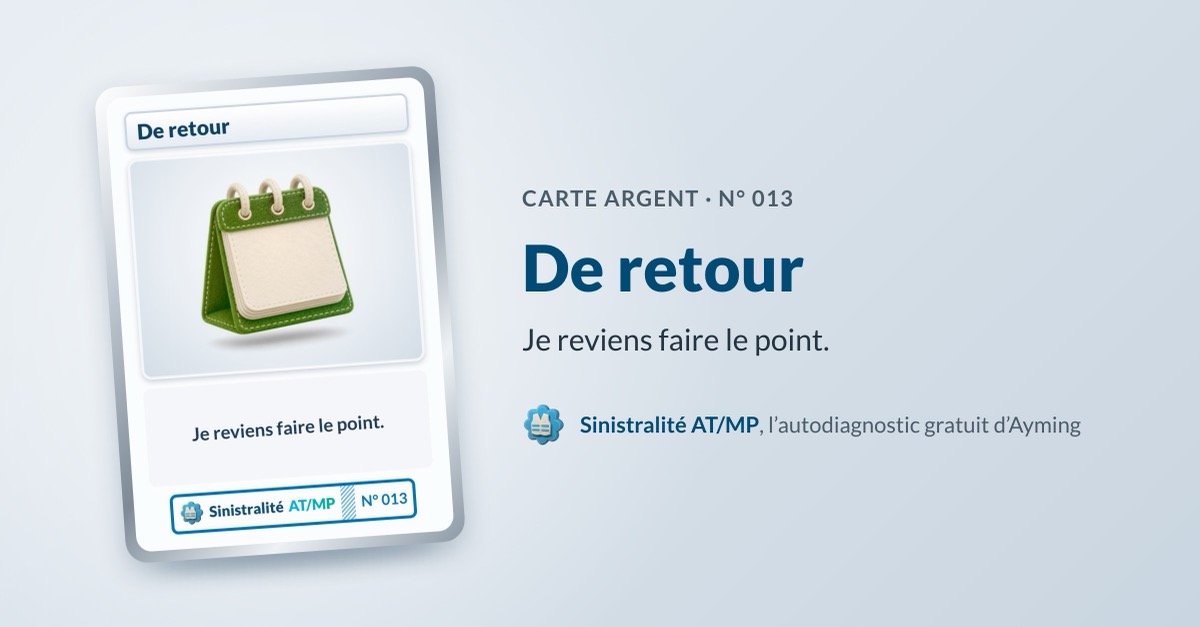 De retour
Je reviens faire le point.
Sinistralité AT/MP N° 013
CARTE ARGENT · N° 013
De retour
Je reviens faire le point.
Sinistralité AT/MP, l’autodiagnostic gratuit d’Ayming